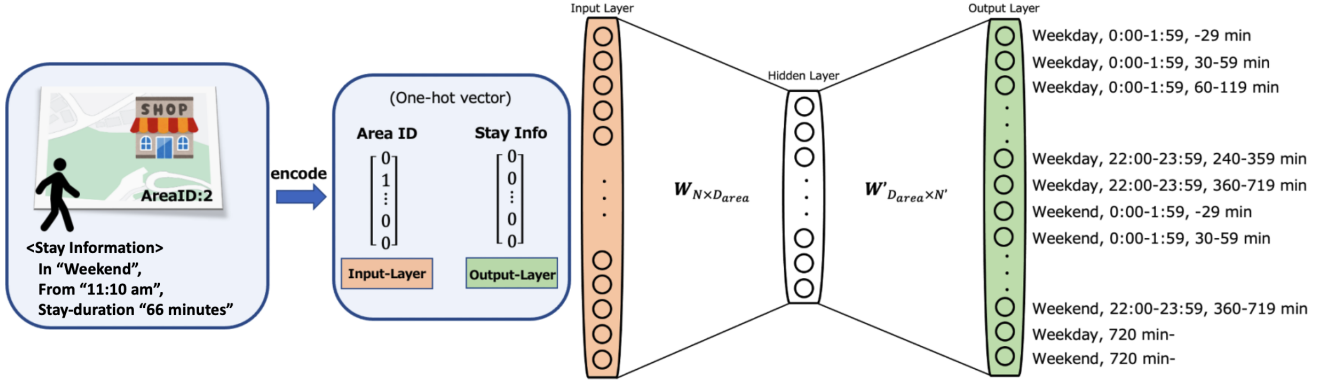 SHOP
AreaID:2
<Stay Information>
In “Weekend”,
From “11:10 am”,
Stay-duration “66 minutes”
encode
(One-hot vector)
Area ID
0
1
⋮
0
0
Input-Layer
Stay Info
0
0
⋮
0
0
Output-Layer
Input Layer
W N×D area
Hidden Layer
W' D area ×N'
Output Layer
Weekday, 0:00-1:59, -29 min
Weekday, 0:00-1:59, 30-59 min
Weekday, 0:00-1:59, 60-119 min
Weekday, 22:00-23:59, 240-359 min
Weekday, 22:00-23:59, 360-719 min
Weekend, 0:00-1:59, -29 min
Weekend, 0:00-1:59, 30-59 min
Weekend, 22:00-23:59, 360-719 min
Weekday, 720 min-
Weekend, 720 min-